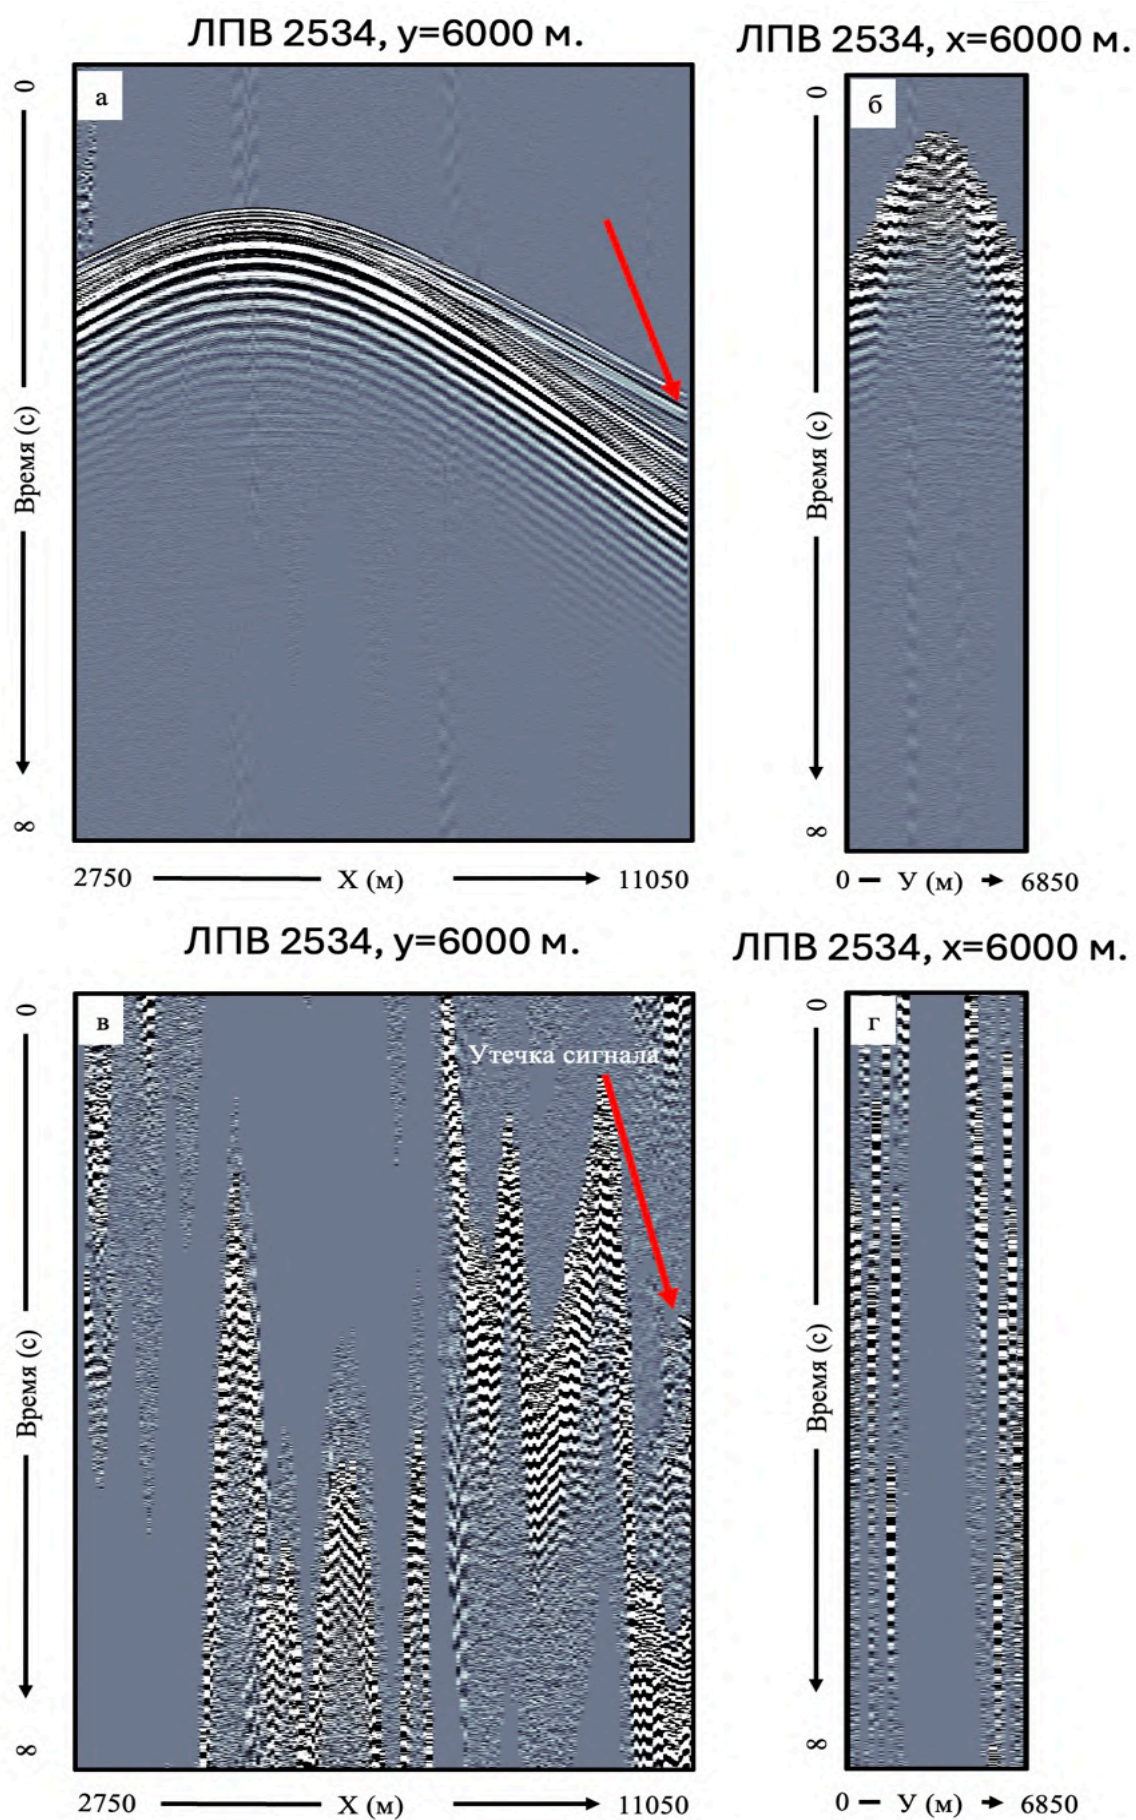 ЛПВ 2534, y=6000 м.
ЛПВ 2534, x=6000 м.
а
б
0
Время (с)
8
0
Время (с)
8
2750 X (м) 11050
0 У (м) 6850
ЛПВ 2534, y=6000 м.
ЛПВ 2534, x=6000 м.
в
г
Утечка сигнала
0
Время (с)
8
0
Время (с)
8
2750 X (м) 11050
0 У (м) 6850